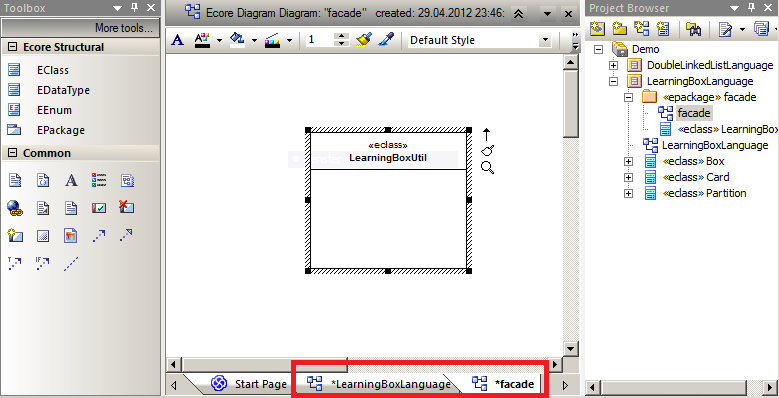 Toolbox
More tools...
Ecore Structural
EClass
EDataType
EEnum
EPackage
Common
Ecore Diagram Diagram: "facade" created: 29.04.2012 23:46:
A
1
Default Style
«eclass»
LearningBoxUtil
Start Page
*LearningBoxLanguage
*facade
Project Browser
Demo
DoubleLinkedListLanguage
LearningBoxLanguage
«epackage» facade
facade
«eclass» LearningBox
LearningBoxLanguage
«eclass» Box
«eclass» Card
«eclass» Partition